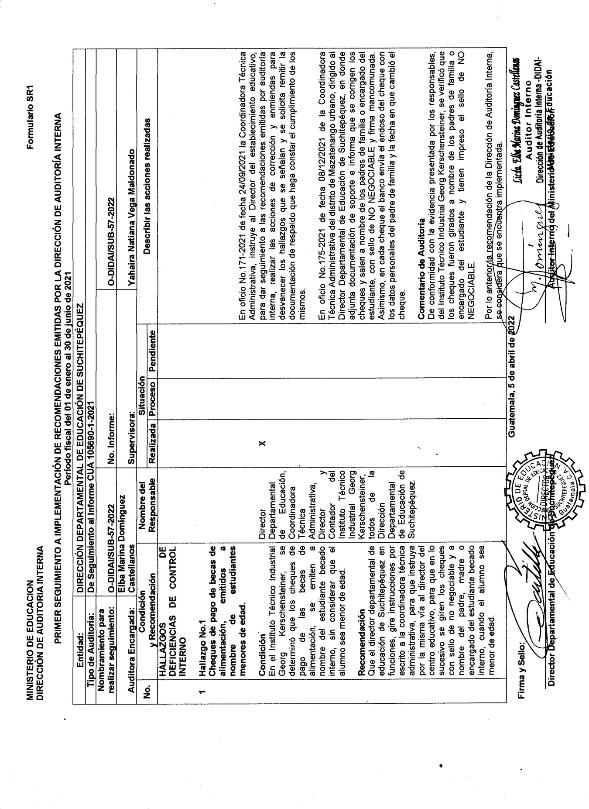 MINISTERIO DE EDUCACION
DIRECCIÓN DE AUDITORIA INTERNA
Formulario SR1
PRIMER SEGUIMIENTO A IMPLEMENTACIÓN DE RECOMENDACIONES EMITIDAS POR LA DIRECCIÓN DE AUDITORÍA INTERNA
Período fiscal del 01 de enero al 30 de junio de 2021
Entidad: DIRECCIÓN DEPARTAMENTAL DE EDUCACIÓN DE SUCHITEPÉQUEZ
Tipo de Auditoría: De Seguimiento al Informe CUA 105690-1-2021
Nombramiento para
realizar seguimiento: O-DIDAI/SUB-57-2022
No. Informe: O-DIDAI/SUB-57-2022
Auditora Encargada: Elba Marina Domínguez
Castellanos
Supervisora: Yahaira Natiana Vega Maldonado
No.
Condición
y Recomendación
Nombre del
Responsable
Situación
Realizada Proceso Pendiente
Describir las acciones realizadas
HALLAZGOS DE
DEFICIENCIAS DE CONTROL
INTERNO
1 Hallazgo No.1
Cheques de pago de becas de
alimentación emitidos a
nombre de estudiantes
menores de edad.
Condición
En el Instituto Técnico Industrial
Georg Kerschensteiner, se
determinó que los cheques de
pago de las becas de
alimentación, se emiten a
nombre del estudiante becado
interno, sin considerar que el
alumno sea menor de edad.
Recomendación
Que el director departamental de
educación de Suchitepéquez en
funciones, gire instrucciones por
escrito a la coordinadora técnica
administrativa, para que instruya
por la misma vía al director del
centro educativo, para que en lo
sucesivo se giren los cheques
con sello de no negociable y a
nombre del padre, madre o
encargado del estudiante becado
interno, cuando el alumno sea
menor de edad.
Director
Departamental
de Educación,
Coordinadora
Técnica
Administrativa,
Director y
Contador del
Instituto Técnico
Industrial Georg
Kerschensteiner,
todos de la
Dirección
Departamental
de Educación de
Suchitepéquez.
X
En oficio No.171-2021 de fecha 24/09/2021 la Coordinadora Técnica
Administrativa, instruye al Director del establecimiento educativo,
para dar seguimiento a las recomendaciones emitidas por auditoría
interna, realizar las acciones de corrección y enmiendas para
desvanecer los hallazgos que se señalen y se solicita remitir la
documentación de respaldo que haga constar el cumplimiento de los
mismos.
En oficio No.175-2021 de fecha 08/12/2021 de la Coordinadora
Técnica Administrativa del distrito de Mazatenango urbano, dirigido al
Director Departamental de Educación de Suchitepéquez, en donde
adjunta documentación de soporte e informa que se corrigen los
cheques y salen a nombre de los padres de familia o encargado del
estudiante, con sello de NO NEGOCIABLE y firma mancomunada.
Asimismo, en cada cheque el banco envía el endoso del cheque con
los datos personales del padre de familia y la fecha en que cambió el
cheque.
Comentario de Auditoría
De conformidad con la evidencia presentada por los responsables,
del Instituto Técnico Industrial Georg Kerschensteiner, se verificó que
los cheques fueron girados a nombre de los padres de familia o
encargado del estudiante y tienen impreso el sello de NO
NEGOCIABLE.
Por lo anterior la recomendación de la Dirección de Auditoría Interna,
se considera que se encuentra implementada.
Guatemala, 5 de abril de 2022
Firma y Sello:
Director Departamental de Educación de Suchitepéquez
Licda. Elba Marina Domínguez Castellanos
Auditor Interno
Dirección de Auditoría Interna -DIDAI-
Auditor Interno del Ministerio de Educación